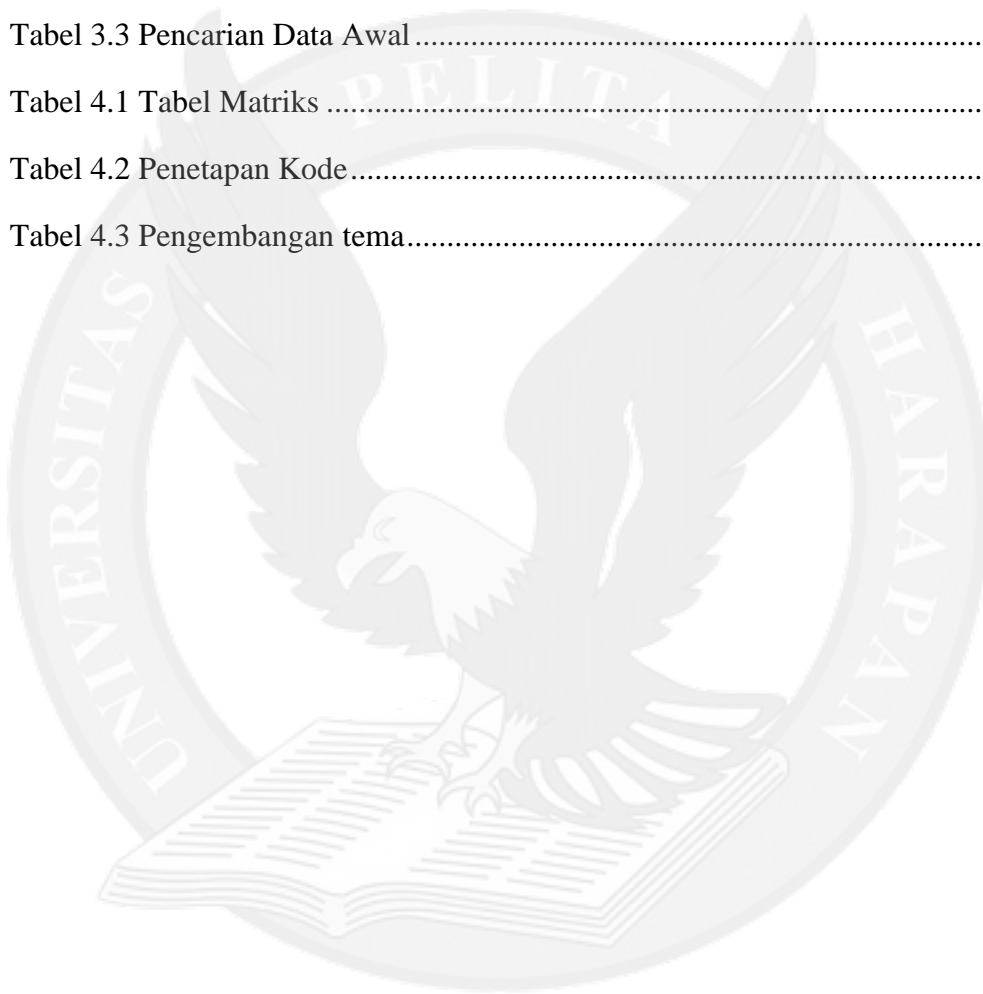 Tabel 3.3 Pencarian Data Awal........................................................................
Tabel 4.1 Tabel Matriks ..................................................................................
Tabel 4.2 Penetapan Kode................................................................................
Tabel 4.3 Pengembangan tema.........................................................................
UNIVERSITAS PELITA HARAPAN